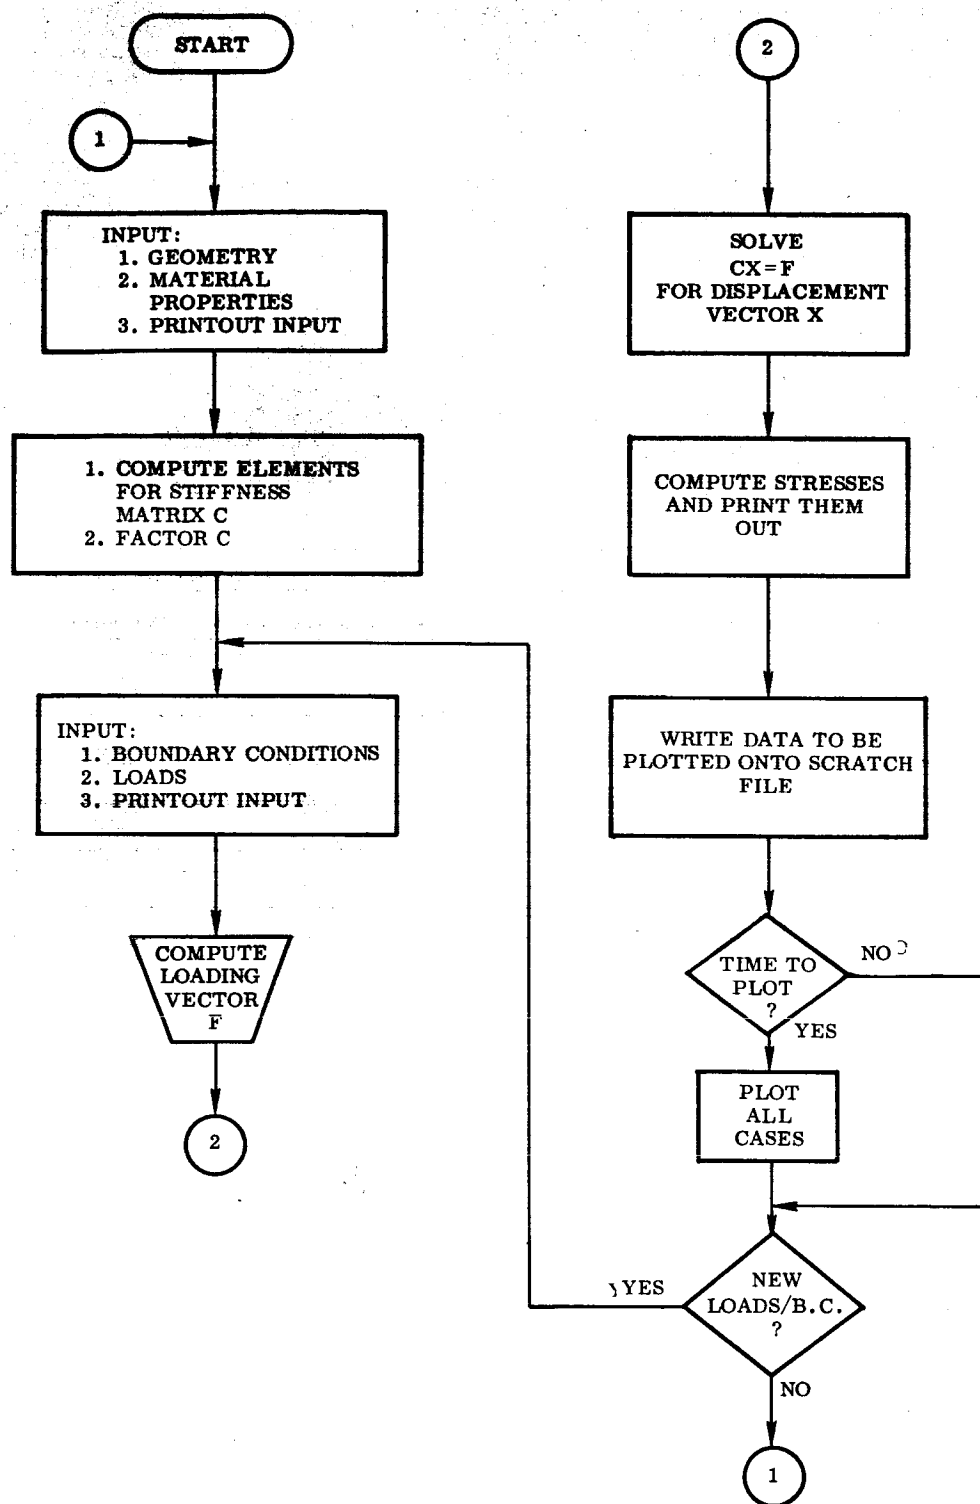 START
1
INPUT:
1. GEOMETRY
2. MATERIAL
PROPERTIES
3. PRINTOUT INPUT
1. COMPUTE ELEMENTS
FOR STIFFNESS
MATRIX C
2. FACTOR C
INPUT:
1. BOUNDARY CONDITIONS
2. LOADS
3. PRINTOUT INPUT
COMPUTE
LOADING
VECTOR
F̅
2
2
SOLVE
CX=F
FOR DISPLACEMENT
VECTOR X
COMPUTE STRESSES
AND PRINT THEM
OUT
WRITE DATA TO BE
PLOTTED ONTO SCRATCH
FILE
TIME TO
PLOT
?
NO
YES
PLOT
ALL
CASES
NEW
LOADS/B.C.
?
YES
NO
1